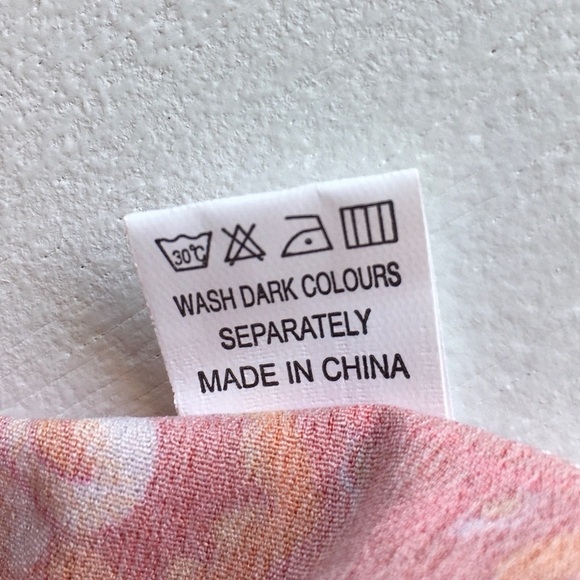 30℃
WASH DARK COLOURS
SEPARATELY
MADE IN CHINA